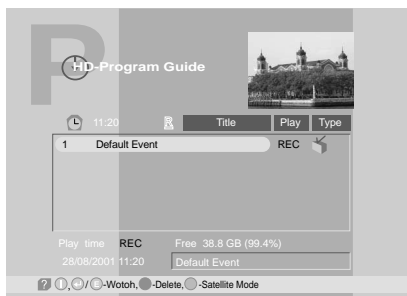 P
HD-Program Guide
11:20 R Title Play Type
1 Default Event REC
Play time REC Free 38.8 GB (99.4%)
28/08/2001 11:20 Default Event
? I, / E -Wotoh, -Delete, -Satellite Mode